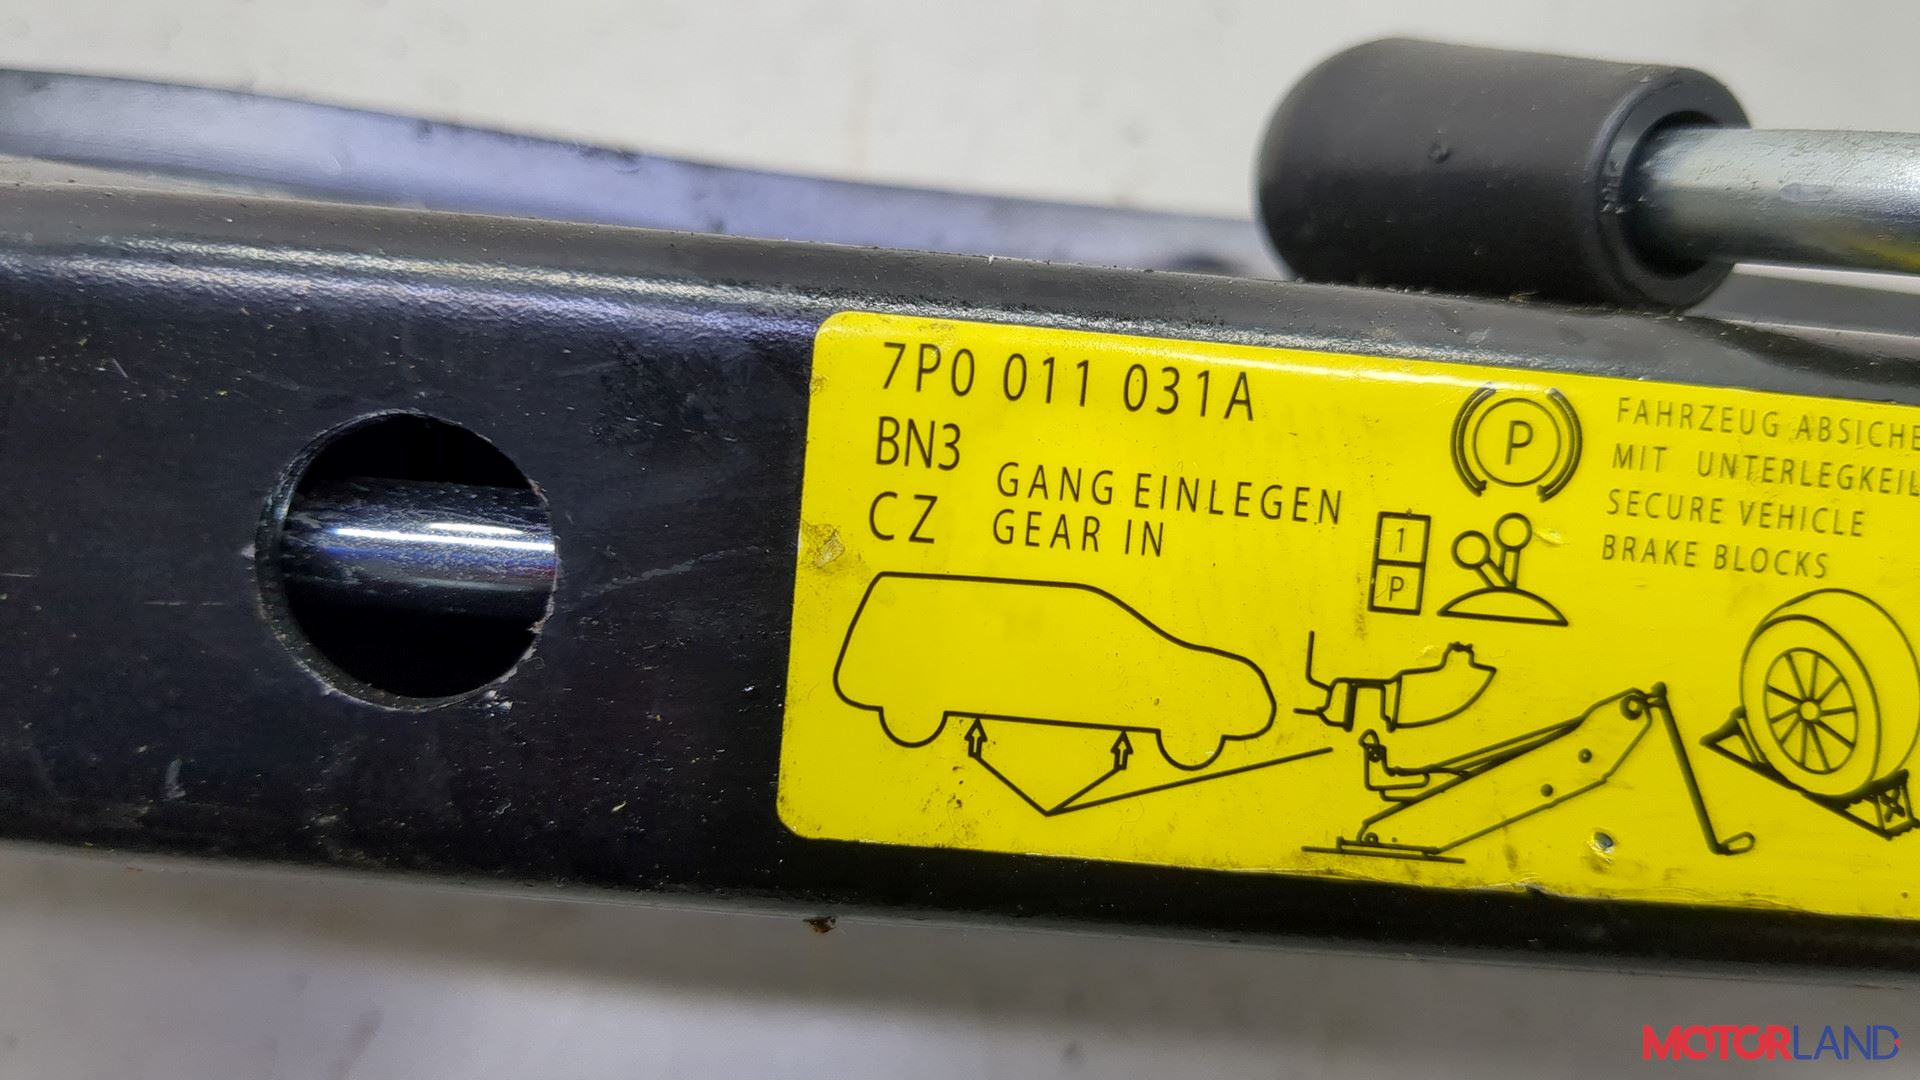 7P0 011 031A
BN3
CZ
GANG EINLEGEN
GEAR IN
1
P
P
FAHRZEUG
MIT UNTERLEGKEIL
SECURE VEHICLE
BRAKE BLOCKS
MOTORLAND